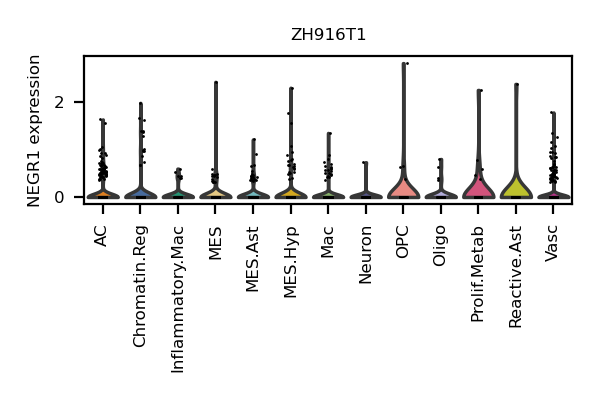 ZH916T1
NEGR1 expression
2
0
AC
Chromatin.Reg
Inflammatory.Mac
MES
MES.Ast
MES.Hyp
Mac
Neuron
OPC
Oligo
Prolif.Metab
Reactive.Ast
Vasc